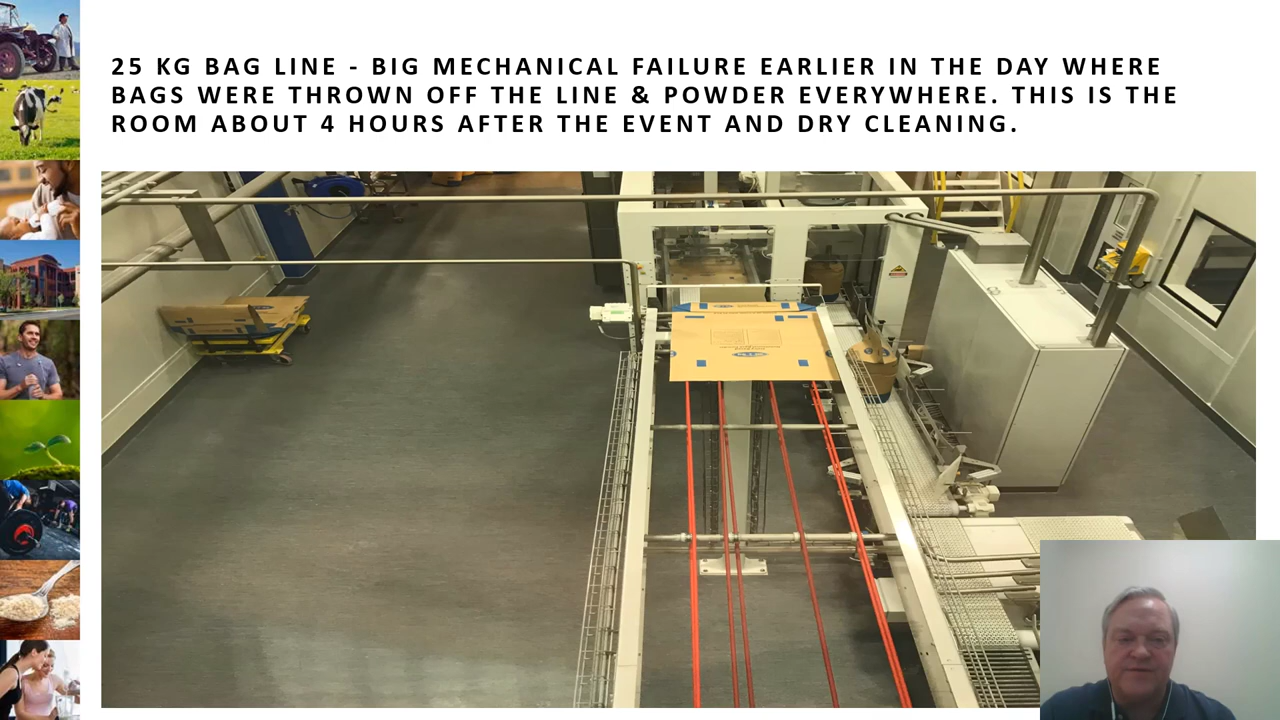 25 KG BAG LINE - BIG MECHANICAL FAILURE EARLIER IN THE DAY WHERE
BAGS WERE THROWN OFF THE LINE & POWDER EVERYWHERE. THIS IS THE
ROOM ABOUT 4 HOURS AFTER THE EVENT AND DRY CLEANING.